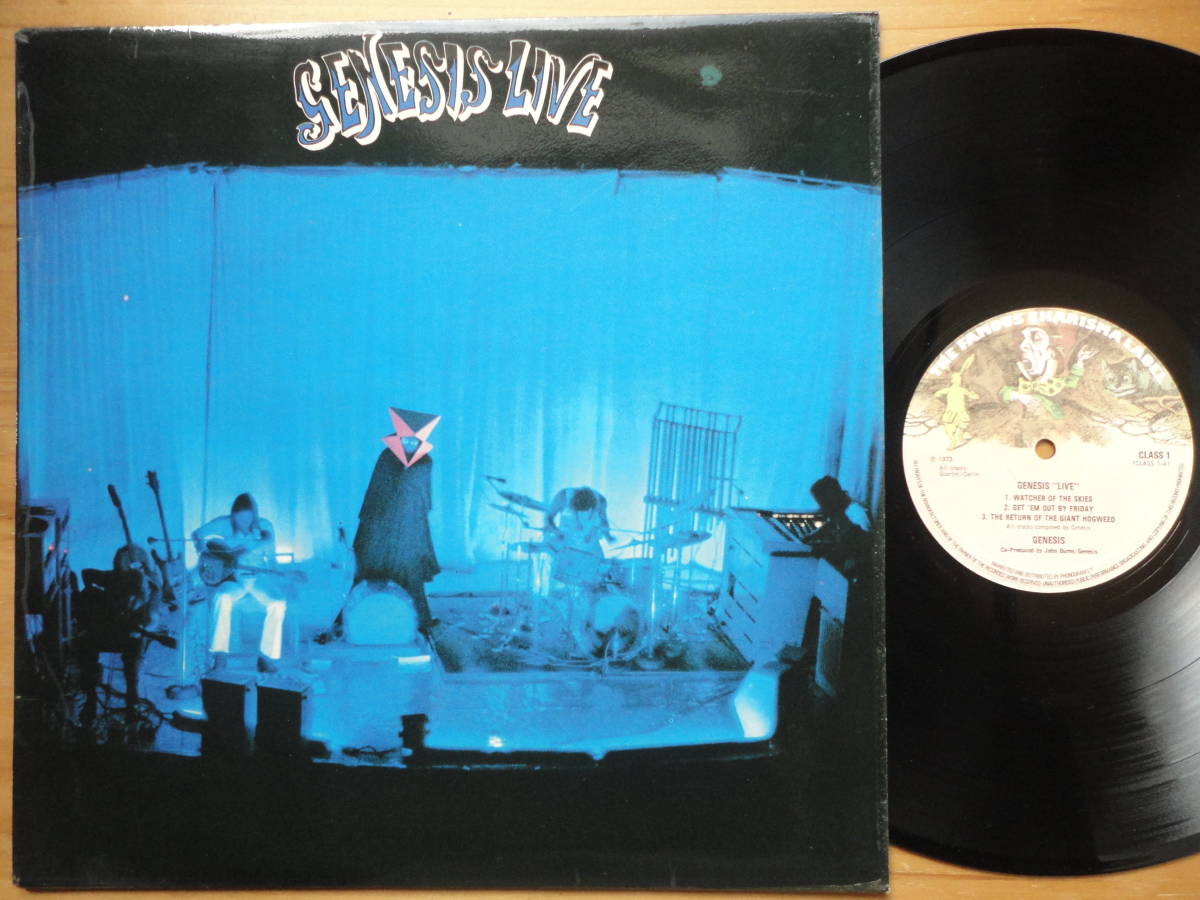 GENESIS LIVE
THE FAMOUS CHARISMA LABEL
℗ 1973
All tracks
CLASS 1
GENESIS "LIVE"
1. WATCHER OF THE SKIES
2. GET 'EM OUT BY FRIDAY
3. THE RETURN OF THE GIANT HOGWEED
All tracks composed by Genesis
GENESIS
Co-Produced by John Burns/Genesis